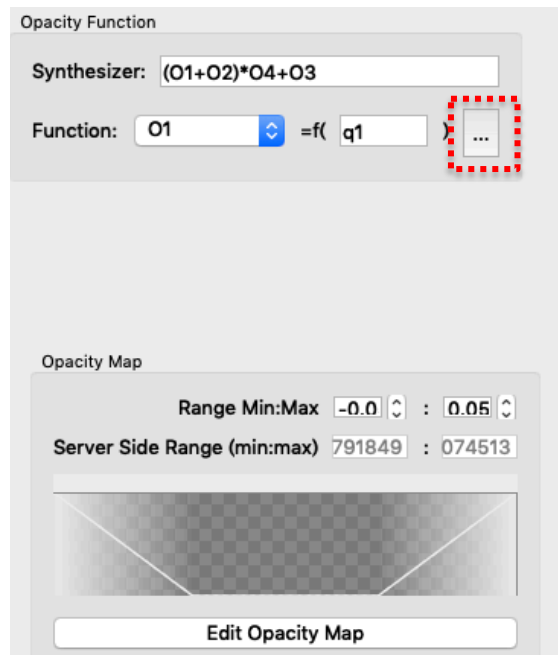 Opacity Function
Synthesizer: (O1+O2)*O4+O3
Function: O1 =f( q1 ) ...
Opacity Map
Range Min:Max -0.0 : 0.05
Server Side Range (min:max) 791849 : 074513
Edit Opacity Map